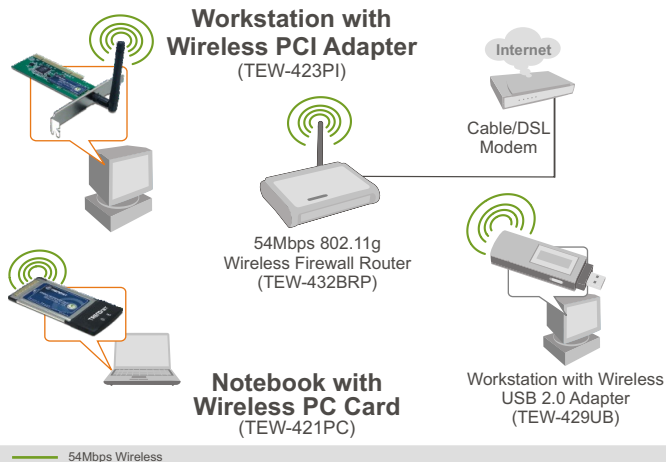 Workstation with
Wireless PCI Adapter
(TEW-423PI)
Internet
Cable/DSL
Modem
54Mbps 802.11g
Wireless Firewall Router
(TEW-432BRP)
TRENDnet
Notebook with
Wireless PC Card
(TEW-421PC)
Workstation with Wireless
USB 2.0 Adapter
(TEW-429UB)
54Mbps Wireless